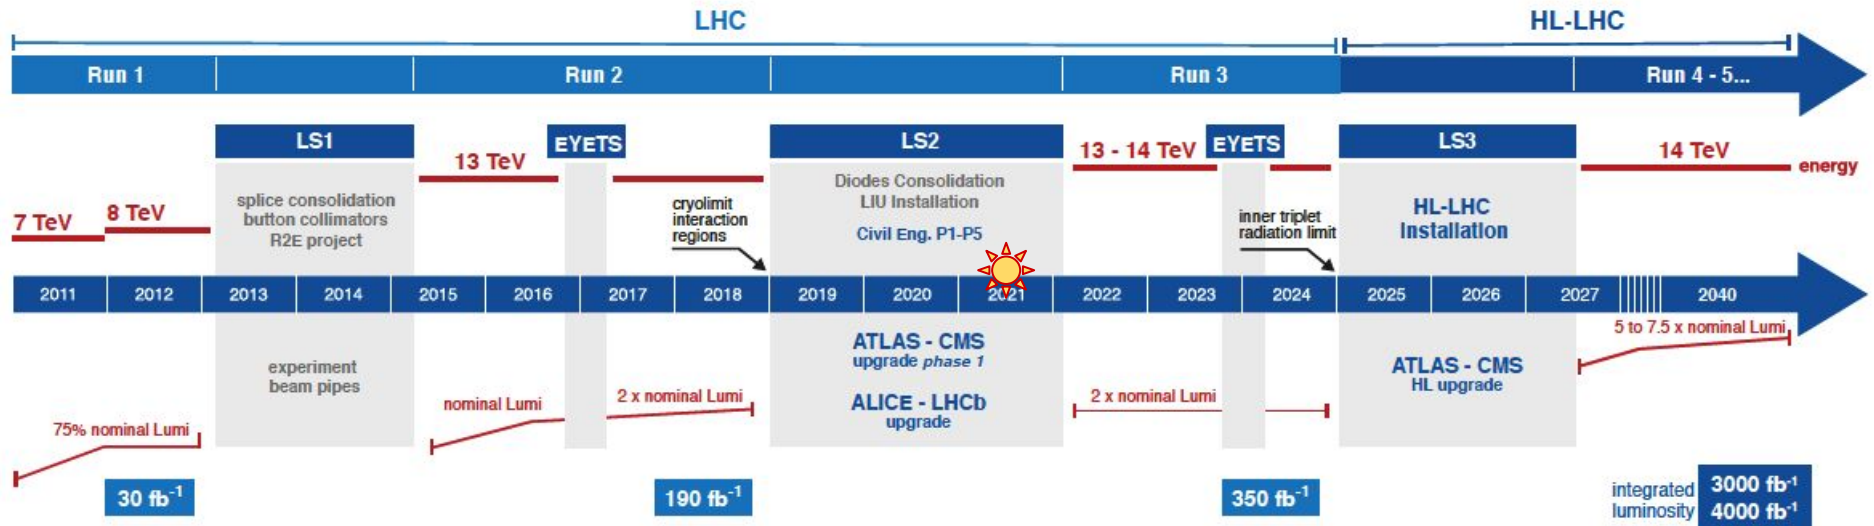 LHC
HL-LHC
Run 1
Run 2
Run 3
Run 4 - 5...
LS1
EYETS
LS2
EYETS
LS3
7 TeV
8 TeV
13 TeV
13 - 14 TeV
14 TeV
energy
splice consolidation
button collimators
R2E project
cryolimit
interaction
regions
Diodes Consolidation
LIU Installation
Civil Eng. P1-P5
inner triplet
radiation limit
HL-LHC
Installation
2011
2012
2013
2014
2015
2016
2017
2018
2019
2020
2021
2022
2023
2024
2025
2026
2027
2040
75% nominal Lumi
experiment
beam pipes
nominal Lumi
2 x nominal Lumi
ATLAS - CMS
upgrade phase 1
ALICE - LHCb
upgrade
2 x nominal Lumi
ATLAS - CMS
HL upgrade
5 to 7.5 x nominal Lumi
30 fb-1
190 fb-1
350 fb-1
integrated
luminosity
3000 fb-1
4000 fb-1